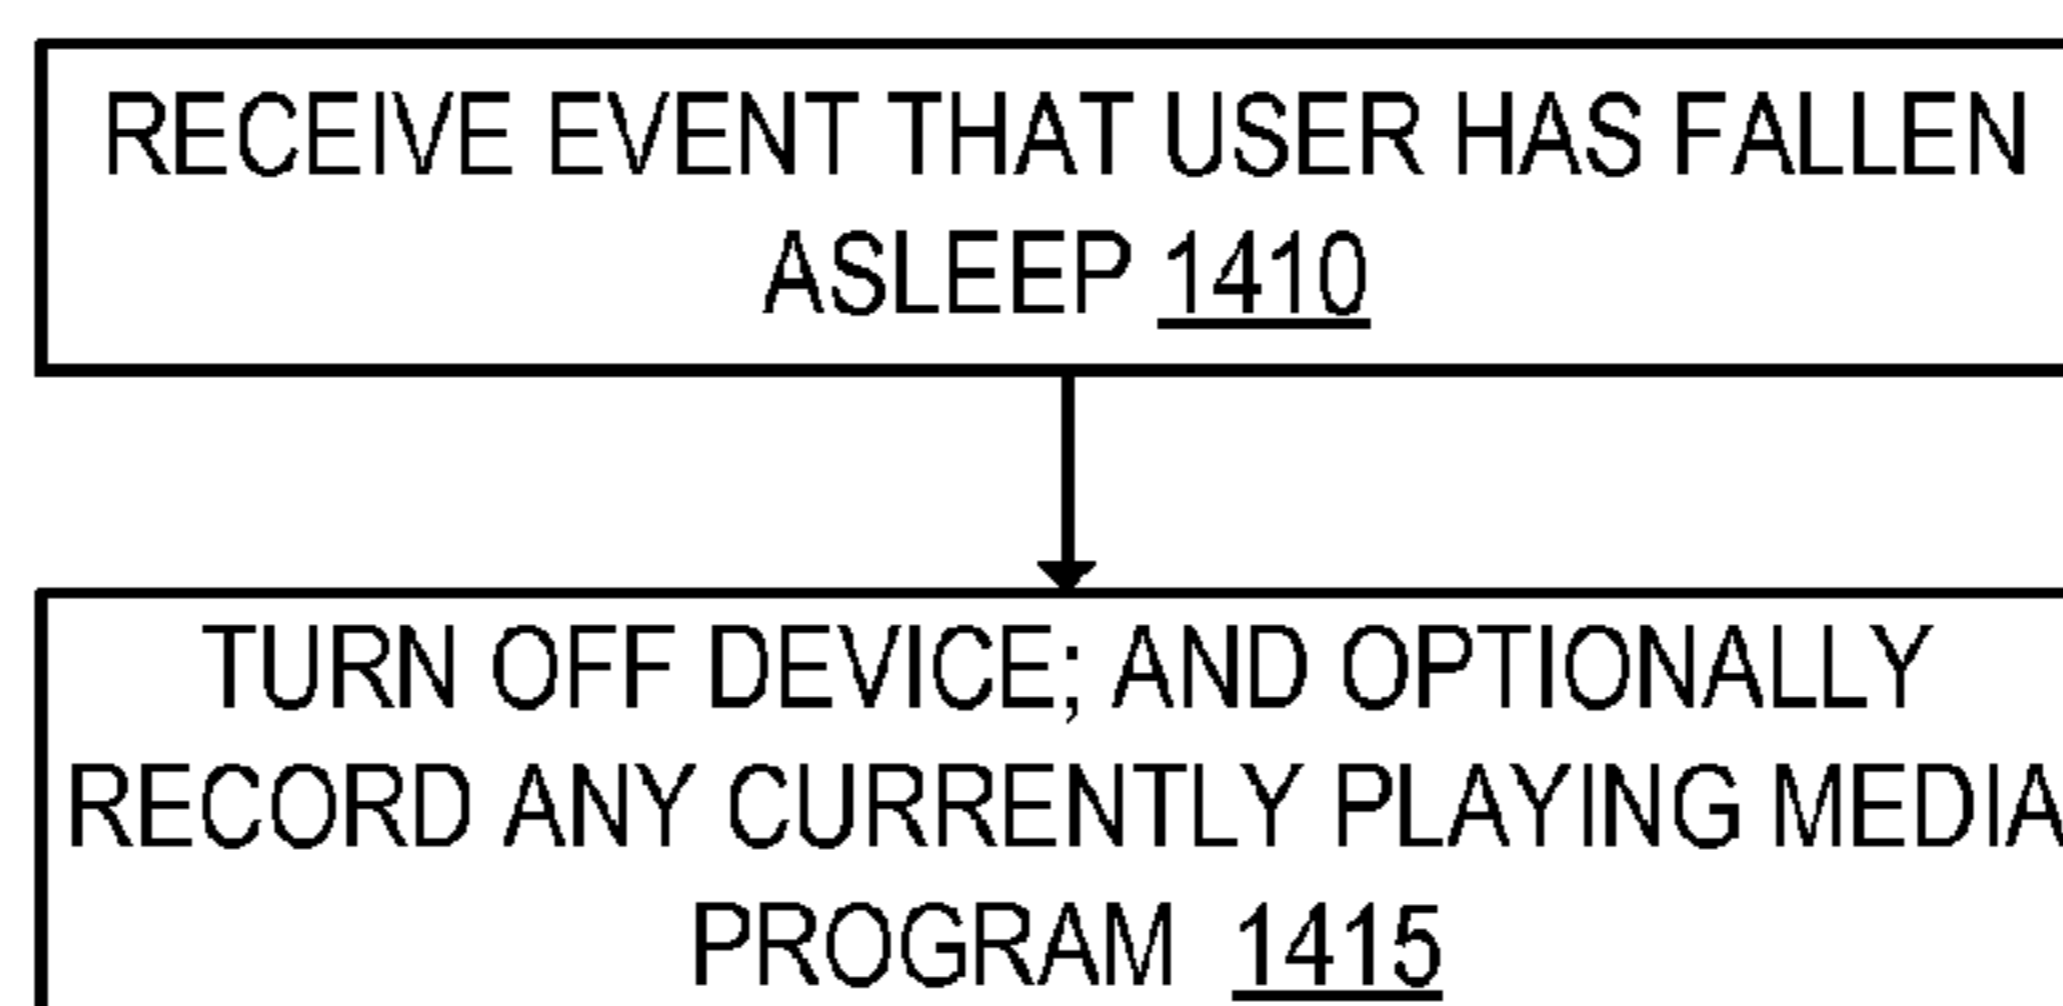 RECEIVE EVENT THAT USER HAS FALLEN
ASLEEP 1410
TURN OFF DEVICE; AND OPTIONALLY
RECORD ANY CURRENTLY PLAYING MEDIA
PROGRAM 1415